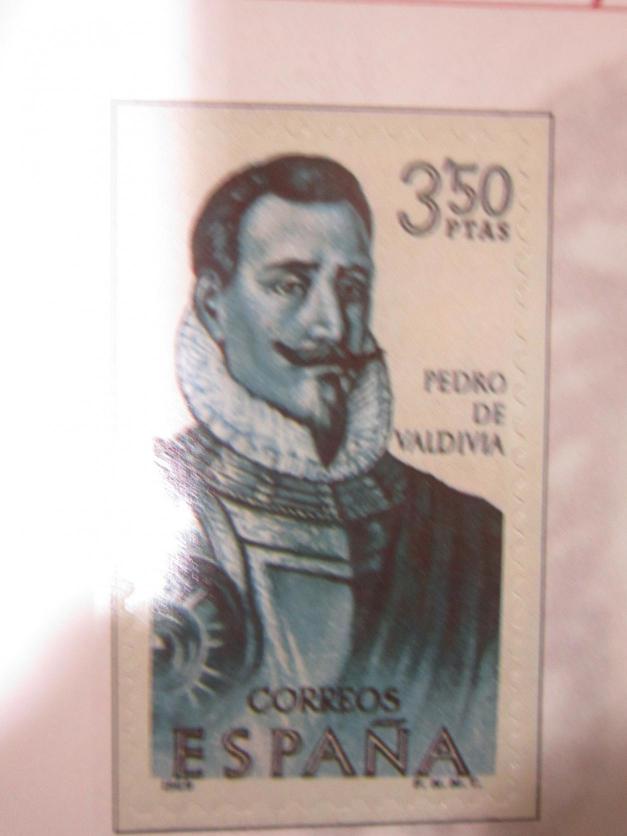 3'50
PTAS
PEDRO
DE
VALDIVIA
CORREOS
ESPAÑA
F.N.M.T.